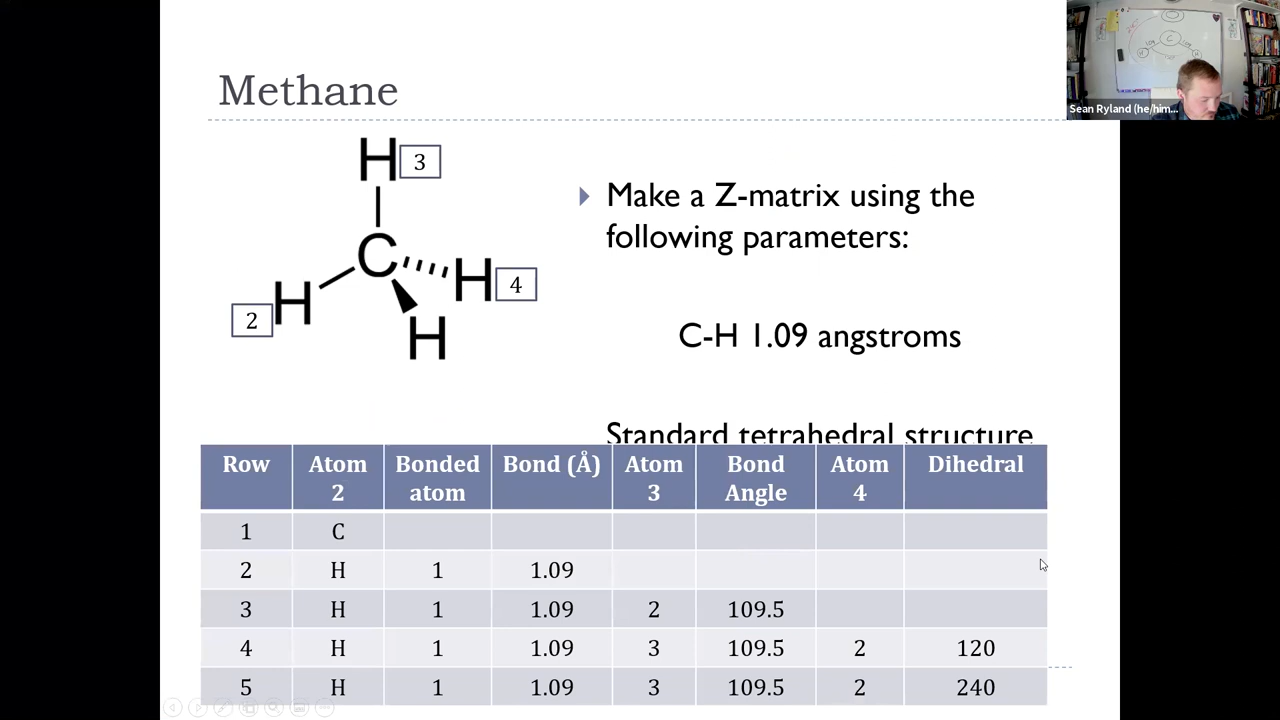 Methane
H 3
C
H 4
2 H
H
Make a Z-matrix using the
following parameters:
C-H 1.09 angstroms
Standard tetrahedral structure
Row Atom 2 Bonded atom Bond (Å) Atom 3 Bond Angle Atom 4 Dihedral
1 C
2 H 1 1.09
3 H 1 1.09 2 109.5
4 H 1 1.09 3 109.5 2 120
5 H 1 1.09 3 109.5 2 240
Sean Ryland (he/him...